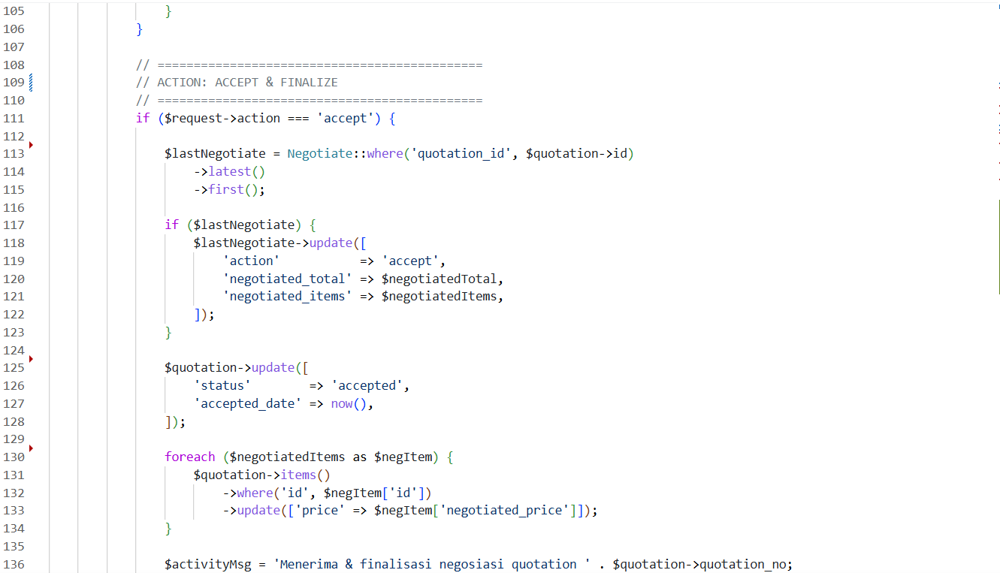 105                    }
106                }
107
108                // =============================================
109                // ACTION: ACCEPT & FINALIZE
110                // =============================================
111                if ($request->action === 'accept') {
112
113                    $lastNegotiate = Negotiate::where('quotation_id', $quotation->id)
114                        ->latest()
115                        ->first();
116
117                    if ($lastNegotiate) {
118                        $lastNegotiate->update([
119                            'action'           => 'accept',
120                            'negotiated_total' => $negotiatedTotal,
121                            'negotiated_items' => $negotiatedItems,
122                        ]);
123                    }
124
125                    $quotation->update([
126                        'status'        => 'accepted',
127                        'accepted_date' => now(),
128                    ]);
129
130                    foreach ($negotiatedItems as $negItem) {
131                        $quotation->items()
132                            ->where('id', $negItem['id'])
133                            ->update(['price' => $negItem['negotiated_price']]);
134                    }
135
136                    $activityMsg = 'Menerima & finalisasi negosiasi quotation ' . $quotation->quotation_no;